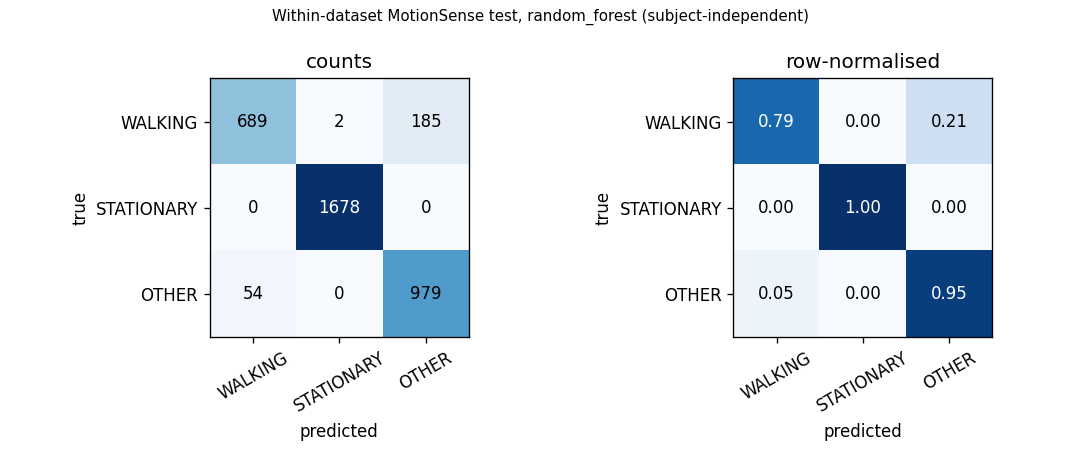 Within-dataset MotionSense test, random_forest (subject-independent)
counts
true
WALKING 689 2 185
STATIONARY 0 1678 0
OTHER 54 0 979
WALKING STATIONARY OTHER
predicted
row-normalised
true
WALKING 0.79 0.00 0.21
STATIONARY 0.00 1.00 0.00
OTHER 0.05 0.00 0.95
WALKING STATIONARY OTHER
predicted